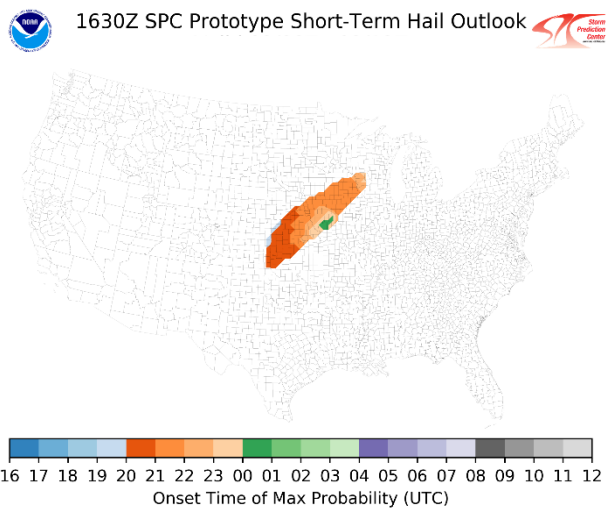 NOAA
1630Z SPC Prototype Short-Term Hail Outlook
Storm
Prediction
Center
16 17 18 19 20 21 22 23 00 01 02 03 04 05 06 07 08 09 10 11 12
Onset Time of Max Probability (UTC)